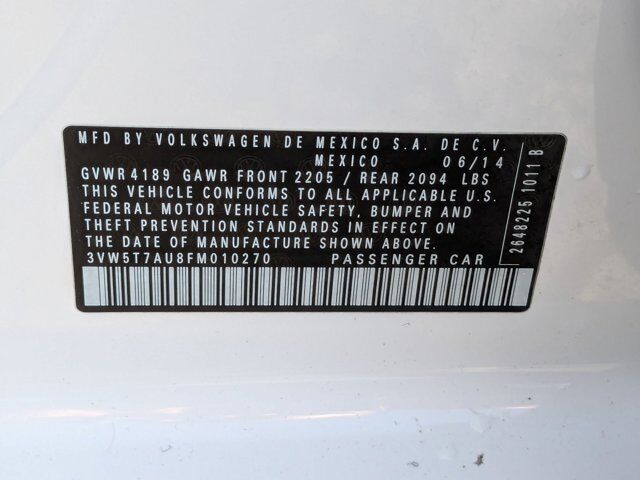 MFD BY VOLKSWAGEN DE MEXICO S.A. DE C.V.
MEXICO 06/14
GVWR 4189 GAWR FRONT 2205 / REAR 2094 LBS
THIS VEHICLE CONFORMS TO ALL APPLICABLE U.S.
FEDERAL MOTOR VEHICLE SAFETY, BUMPER AND
THEFT PREVENTION STANDARDS IN EFFECT ON
THE DATE OF MANUFACTURE SHOWN ABOVE.
3VW5T7AU8FM010270 PASSENGER CAR
2648225 1011 B